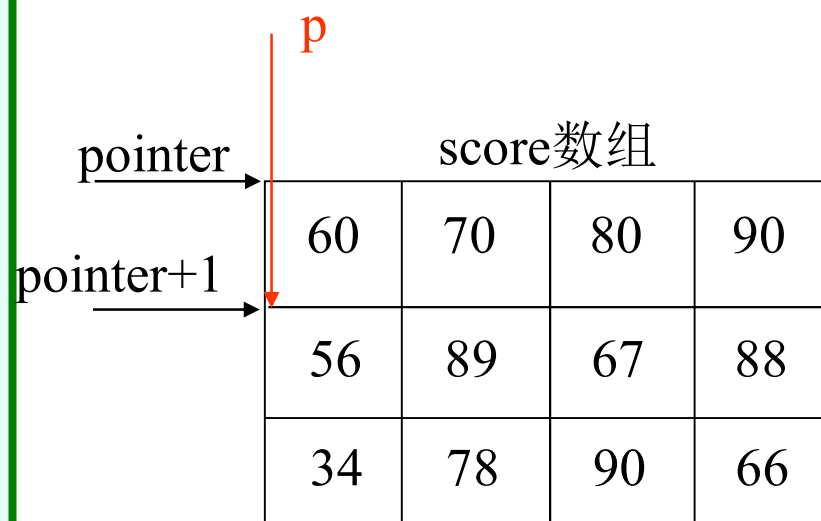 p
pointer
score数组
60 70 80 90
pointer+1
56 89 67 88
34 78 90 66